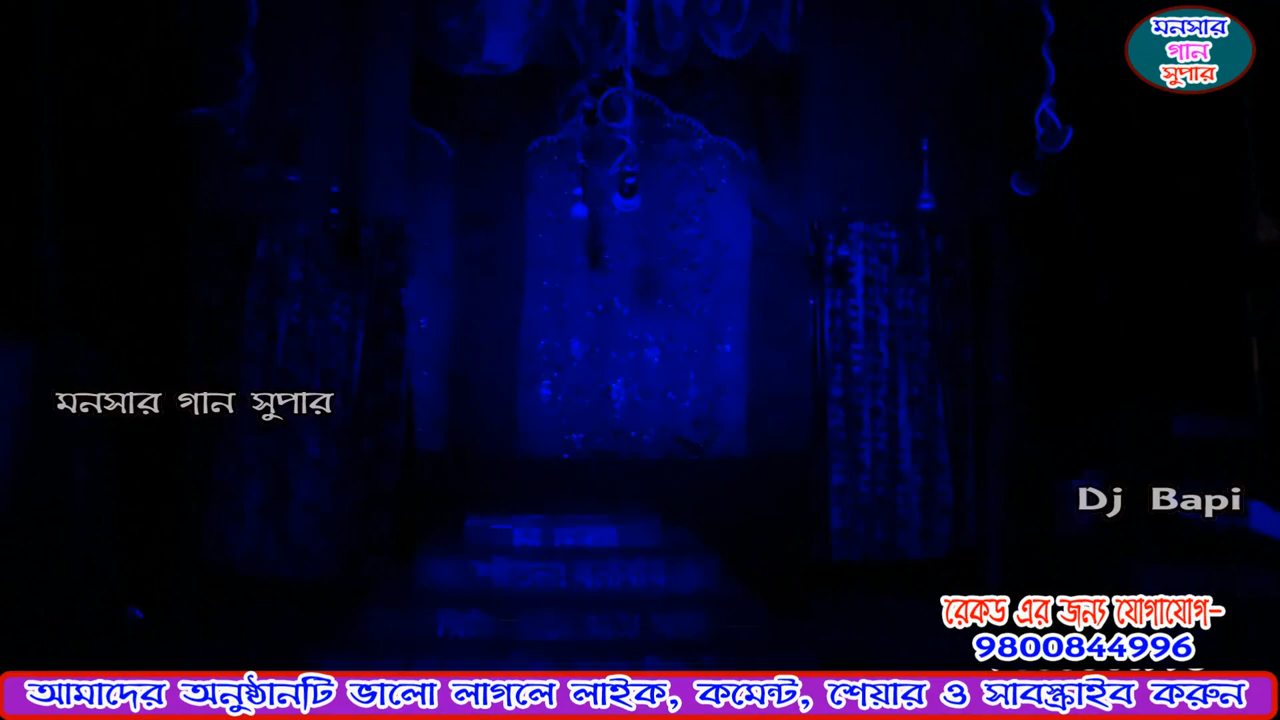 মনসার
গান
সুপার
মনসার গান সুপার
Dj Bapi
রেকড এর জন্য যোগাযোগ-
9800844996
আমাদের অনুষ্ঠানটি ভালো লাগলে লাইক, কমেন্ট, শেয়ার ও সাবস্ক্রাইব করুন